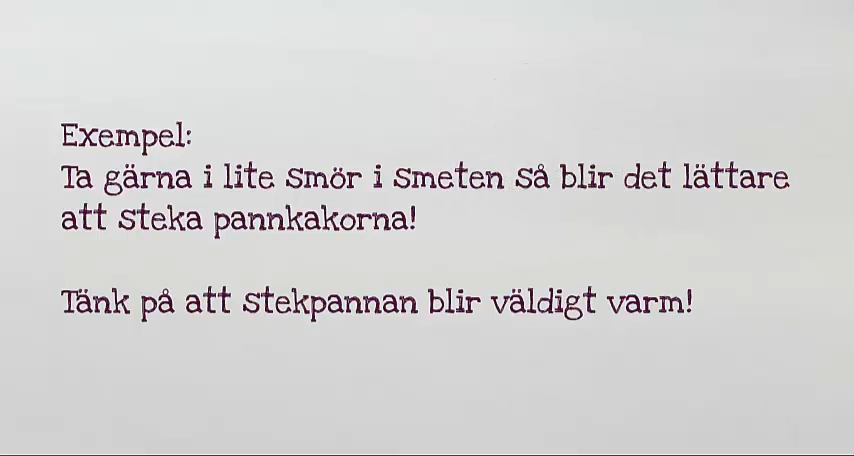 Exempel:
Ta gärna i lite smör i smeten så blir det lättare
att steka pannkakorna!
Tänk på att stekpannan blir väldigt varm!